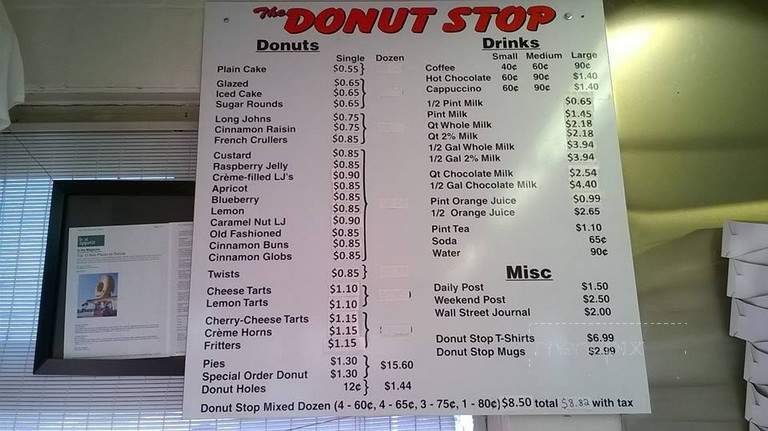 The DONUT STOP
Donuts
Single Dozen
Plain Cake $0.55
Glazed $0.65
Iced Cake $0.65
Sugar Rounds $0.65
Long Johns $0.75
Cinnamon Raisin $0.75
French Crullers $0.85
Custard $0.85
Raspberry Jelly $0.85
Crème-filled LJ's $0.90
Apricot $0.85
Blueberry $0.85
Lemon $0.85
Caramel Nut LJ $0.90
Old Fashioned $0.85
Cinnamon Buns $0.85
Cinnamon Globs $0.85
Twists $0.85
Cheese Tarts $1.10
Lemon Tarts $1.10
Cherry-Cheese Tarts $1.15
Crème Horns $1.15
Fritters $1.15
Pies $1.30
$15.60
Special Order Donut $1.30
Donut Holes 12¢ $1.44
Drinks
Small Medium Large
Coffee 40¢ 60¢ 90¢
Hot Chocolate 60¢ 90¢ $1.40
Cappuccino 60¢ 90¢ $1.40
1/2 Pint Milk $0.65
Pint Milk $1.45
Qt Whole Milk $2.18
Qt 2% Milk $2.18
1/2 Gal Whole Milk $3.94
1/2 Gal 2% Milk $3.94
Qt Chocolate Milk $2.54
1/2 Gal Chocolate Milk $4.40
Pint Orange Juice $0.99
1/2 Orange Juice $2.65
Pint Tea $1.10
Soda 65¢
Water 90¢
Misc
Daily Post $1.50
Weekend Post $2.50
Wall Street Journal $2.00
Donut Stop T-Shirts $6.99
Donut Stop Mugs $2.99
Donut Stop Mixed Dozen (4 - 60¢, 4 - 65¢, 3 - 75¢, 1 - 80¢) $8.50 total $8.82 with tax